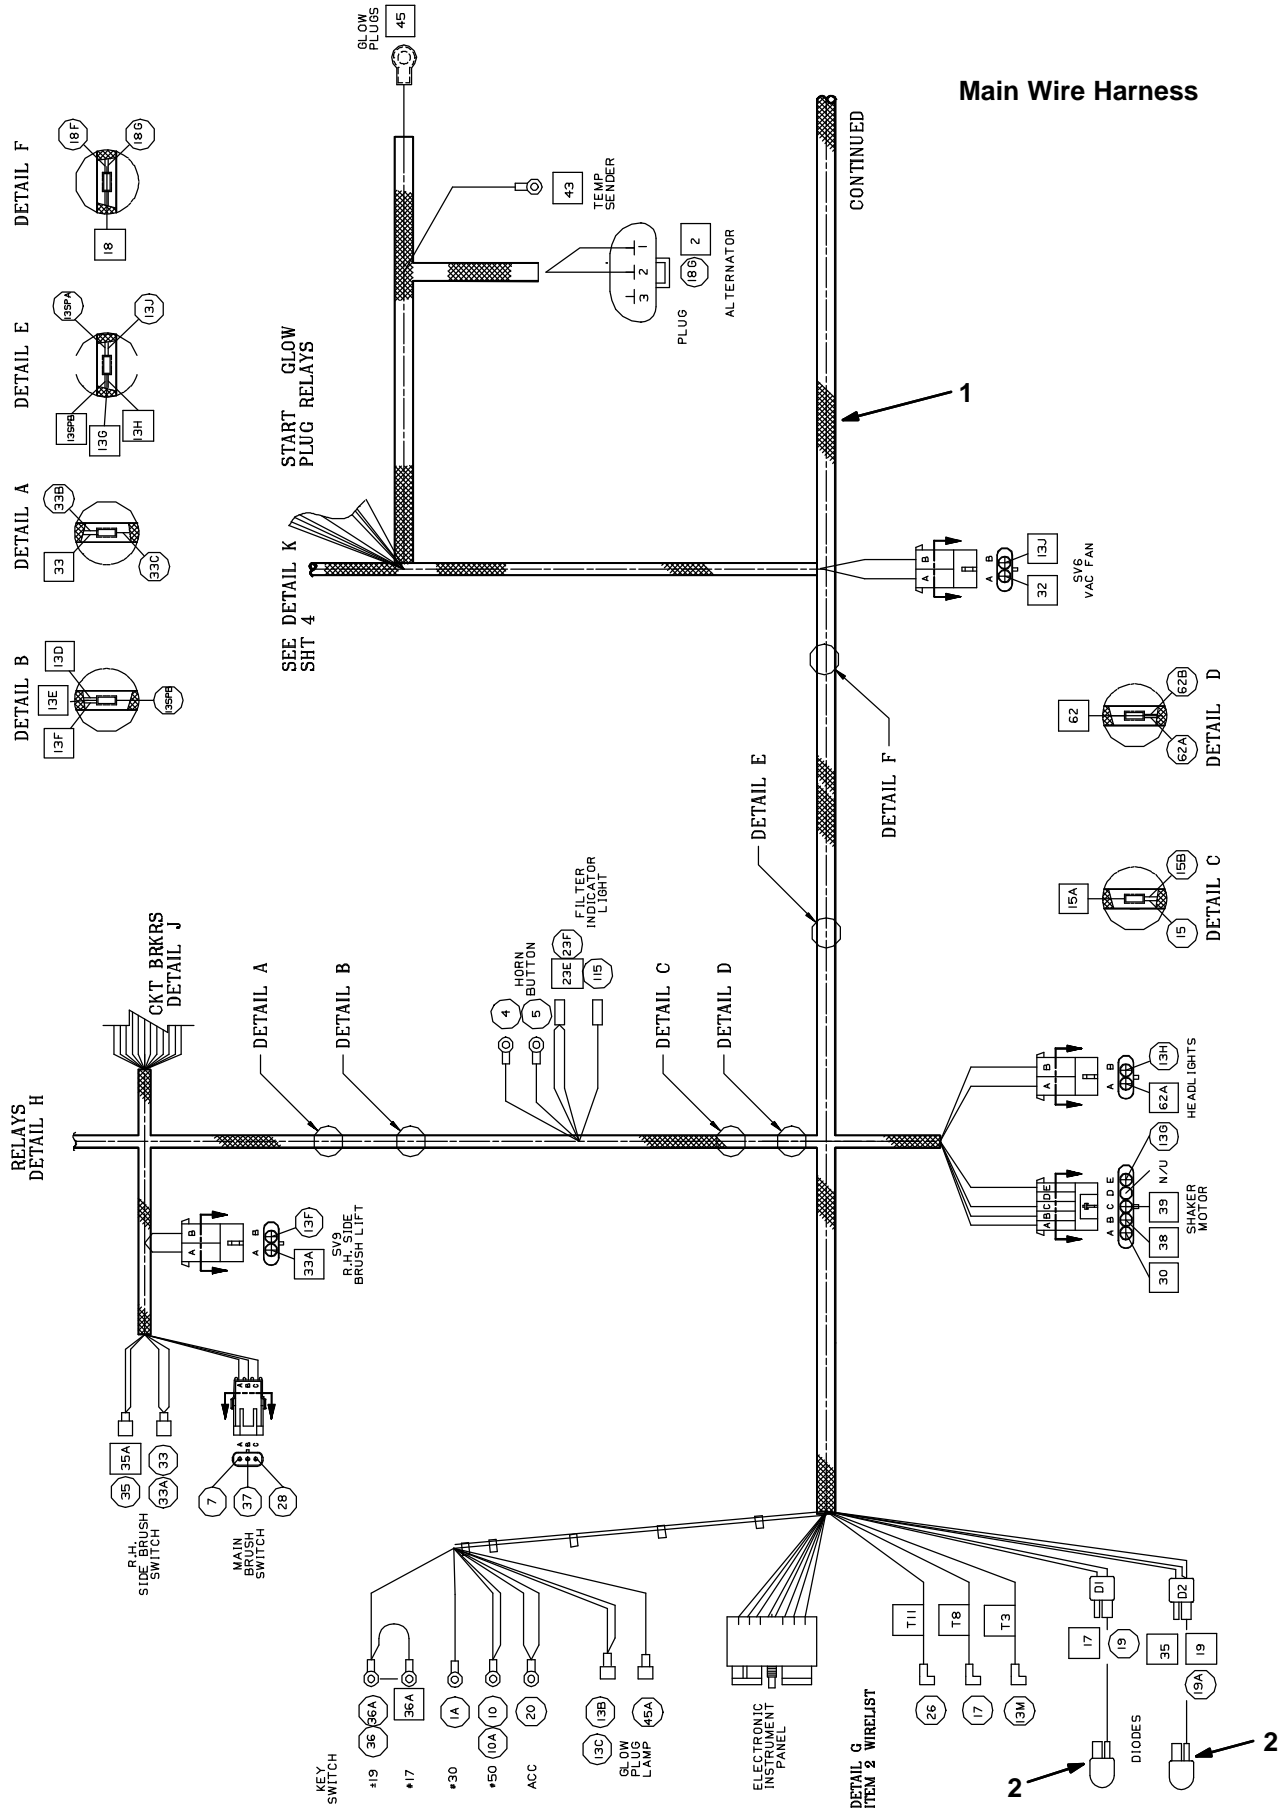 Main Wire Harness
GLOW
PLUGS
45
43
TEMP
SENDER
1
2
3
PLUG
18G
2
ALTERNATOR
CONTINUED
1
START GLOW
PLUG RELAYS
SEE DETAIL K
SHT 4
DETAIL F
18F
18G
18
DETAIL E
13SPA
13J
13SPB
13G
13H
DETAIL A
33B
33
33C
DETAIL B
13D
13E
13F
13SPB
A B
A B
13J
32
SV6
VAC FAN
DETAIL F
DETAIL E
62
62B
62A
DETAIL D
15A
15B
15
DETAIL C
RELAYS
DETAIL H
CKT BRKRS
DETAIL J
DETAIL A
DETAIL B
4
5
HORN
BUTTON
23E
23F
115
FILTER
INDICATOR
LIGHT
DETAIL C
DETAIL D
A B
A B
13H
62A
HEADLIGHTS
A B C D E
A B C D E
13G
N/U
39
38
30
SHAKER
MOTOR
A B
A B
13F
33A
SV9
R.H. SIDE
BRUSH LIFT
35A
35
33
33A
R.H.
SIDE BRUSH
SWITCH
A B C
A B C
7
37
28
MAIN
BRUSH
SWITCH
KEY
SWITCH
±19
36
36A
#17
36A
#30
1A
#50
10A
10
ACC
20
13C
13B
GLOW
PLUG
LAMP
45A
ELECTRONIC
INSTRUMENT
PANEL
DETAIL G
ITEM 2 WIRELIST
T11
26
T8
17
T3
13M
D1
17
19
D2
35
19
19A
DIODES
2
2